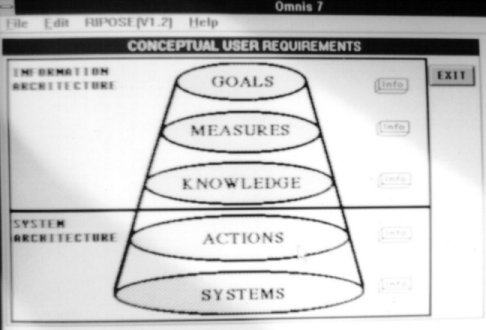 Omnis 7
File Edit RIPOSE(V1.2) Help
CONCEPTUAL USER REQUIREMENTS
INFORMATION
ARCHITECTURE
GOALS
Info
EXIT
MEASURES
Info
KNOWLEDGE
Info
SYSTEM
ARCHITECTURE
ACTIONS
Info
SYSTEMS
Info